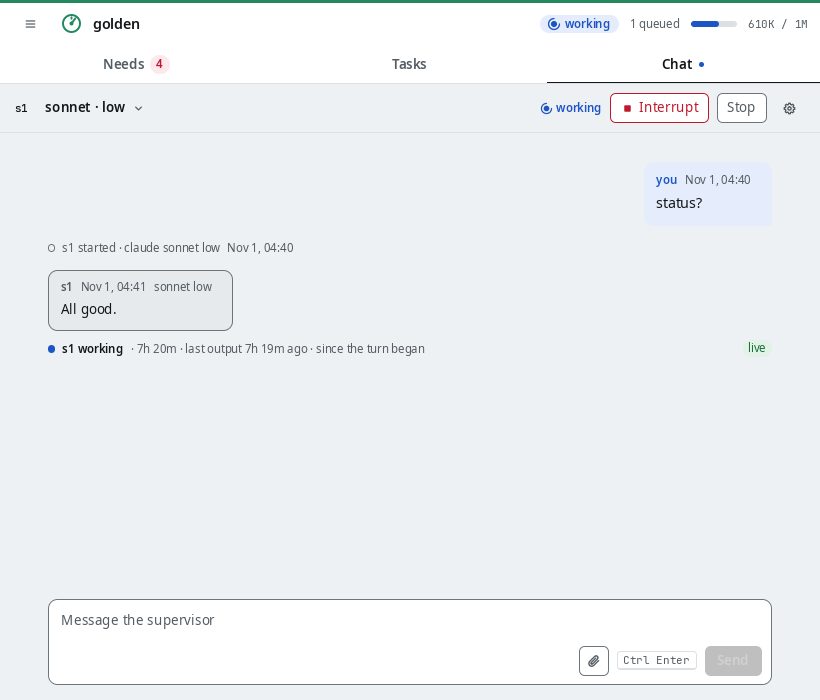 golden
working
1 queued
610K / 1M
Needs 4
Tasks
Chat
s1 sonnet · low
working
Interrupt
Stop
you Nov 1, 04:40
status?
s1 started · claude sonnet low Nov 1, 04:40
s1 Nov 1, 04:41 sonnet low
All good.
s1 working · 7h 20m · last output 7h 19m ago · since the turn began
live
Message the supervisor
Ctrl Enter
Send